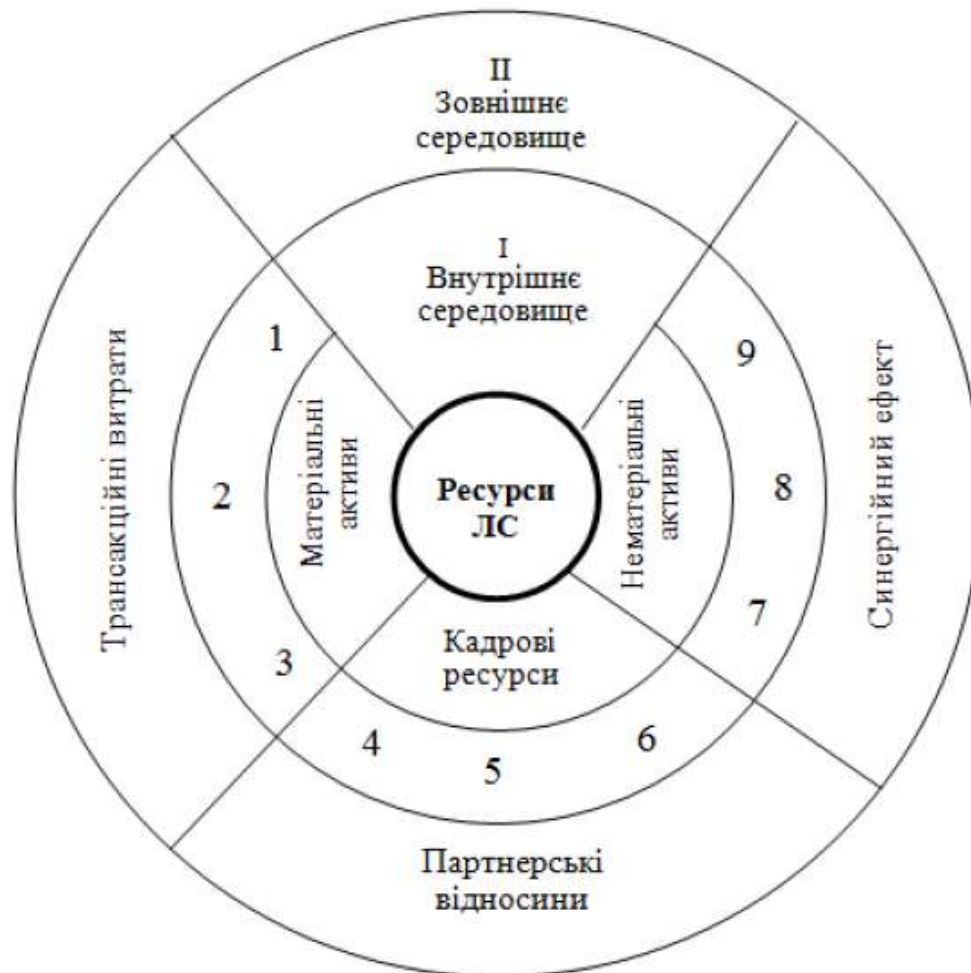 II
Зовнішнє
середовище
I
Внутрішнє
середовище
1
2
3
4
5
6
7
8
9
Трансакційні витрати
Матеріальні
активи
Ресурси
ЛС
Нематеріальні
активи
Синергійний ефект
Кадрові
ресурси
Партнерські
відносини